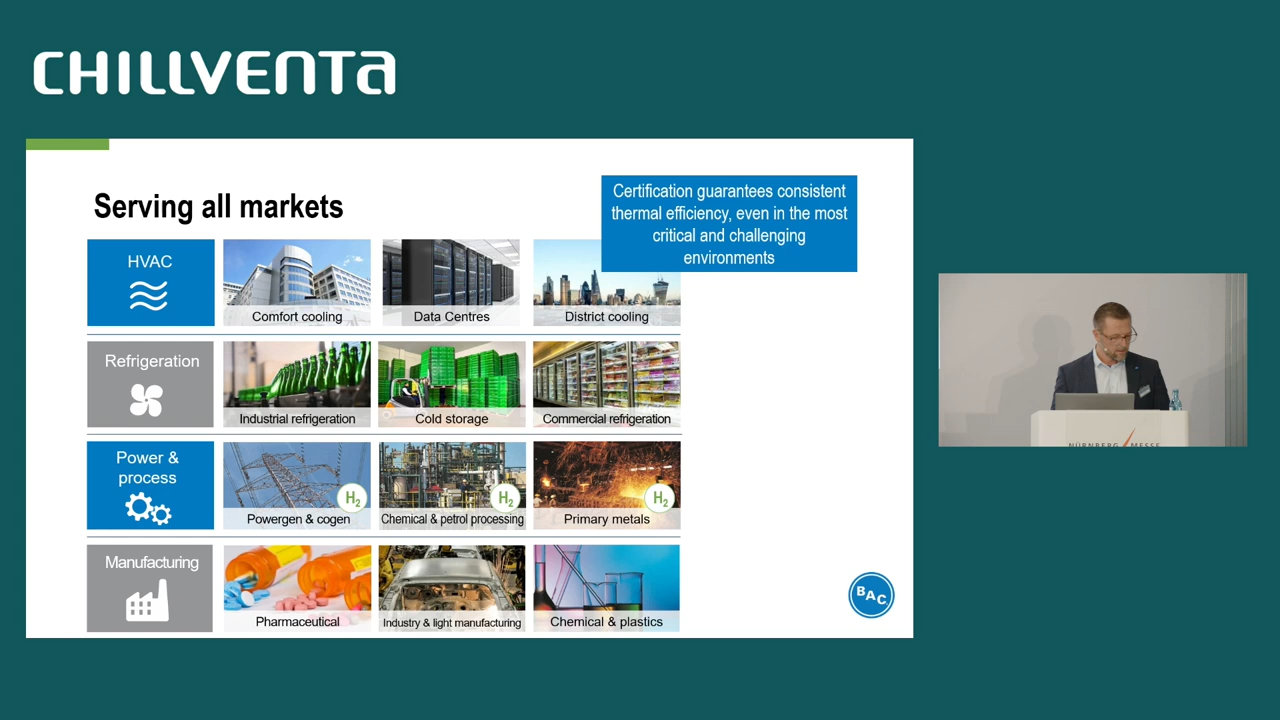 CHILLVENTA
Serving all markets
Certification guarantees consistent
thermal efficiency, even in the most
critical and challenging
environments
HVAC
Comfort cooling
Data Centres
District cooling
Refrigeration
Industrial refrigeration
Cold storage
Commercial refrigeration
Power &
process
H2
Powergen & cogen
H2
Chemical & petrol processing
H2
Primary metals
Manufacturing
Pharmaceutical
Industry & light manufacturing
Chemical & plastics
BAC
NÜRNBERG MESSE